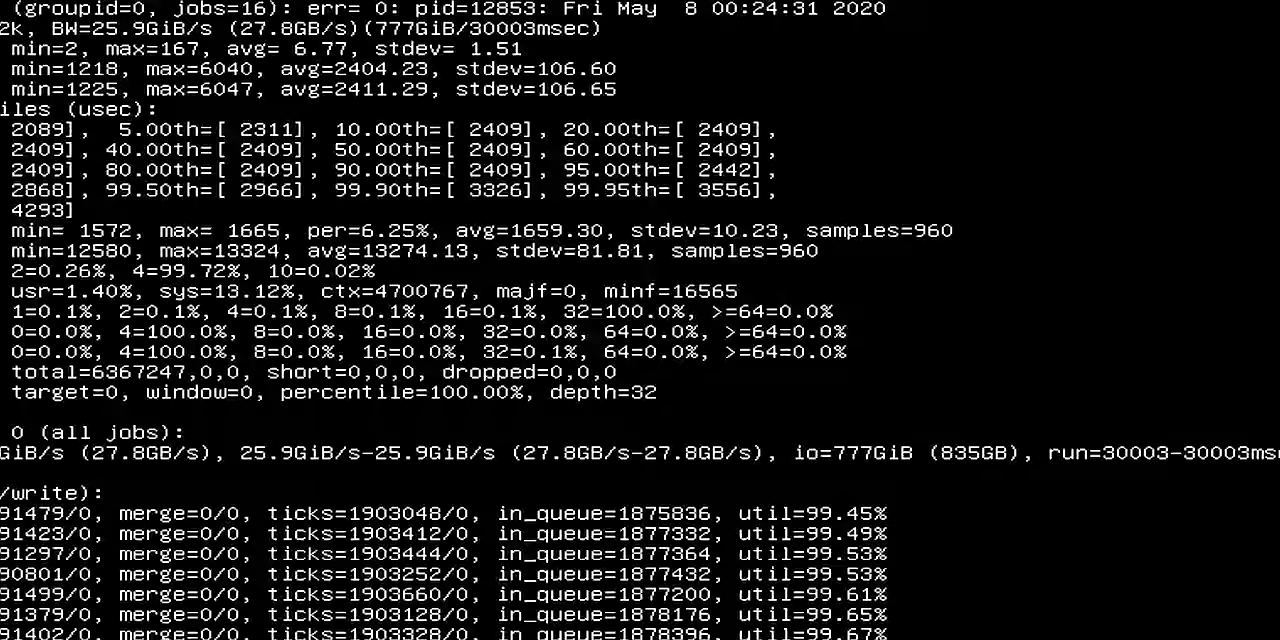 (groupid=0, jobs=16): err= 0: pid=12853: Fri May  8 00:24:31 2020
2k, BW=25.9GiB/s (27.8GB/s)(777GiB/30003msec)
min=2, max=167, avg= 6.77, stdev= 1.51
min=1218, max=6040, avg=2404.23, stdev=106.60
min=1225, max=6047, avg=2411.29, stdev=106.65
iles (usec):
2089],  5.00th=[ 2311], 10.00th=[ 2409], 20.00th=[ 2409],
2409], 40.00th=[ 2409], 50.00th=[ 2409], 60.00th=[ 2409],
2409], 80.00th=[ 2409], 90.00th=[ 2409], 95.00th=[ 2442],
2868], 99.50th=[ 2966], 99.90th=[ 3326], 99.95th=[ 3556],
4293]
min= 1572, max= 1665, per=6.25%, avg=1659.30, stdev=10.23, samples=960
min=12580, max=13324, avg=13274.13, stdev=81.81, samples=960
2=0.26%, 4=99.72%, 10=0.02%
usr=1.40%, sys=13.12%, ctx=4700767, majf=0, minf=16565
1=0.1%, 2=0.1%, 4=0.1%, 8=0.1%, 16=0.1%, 32=100.0%, >=64=0.0%
0=0.0%, 4=100.0%, 8=0.0%, 16=0.0%, 32=0.0%, 64=0.0%, >=64=0.0%
0=0.0%, 4=100.0%, 8=0.0%, 16=0.0%, 32=0.1%, 64=0.0%, >=64=0.0%
total=6367247,0,0, short=0,0,0, dropped=0,0,0
target=0, window=0, percentile=100.00%, depth=32
0 (all jobs):
GiB/s (27.8GB/s), 25.9GiB/s-25.9GiB/s (27.8GB/s-27.8GB/s), io=777GiB (835GB), run=30003-30003ms
/write):
91479/0, merge=0/0, ticks=1903048/0, in_queue=1875836, util=99.45%
91423/0, merge=0/0, ticks=1903412/0, in_queue=1877332, util=99.49%
91297/0, merge=0/0, ticks=1903444/0, in_queue=1877364, util=99.53%
90801/0, merge=0/0, ticks=1903252/0, in_queue=1877432, util=99.53%
91499/0, merge=0/0, ticks=1903660/0, in_queue=1877200, util=99.61%
91379/0, merge=0/0, ticks=1903128/0, in_queue=1878176, util=99.65%
91402/0, merge=0/0, ticks=1903328/0, in_queue=1878396, util=99.67%